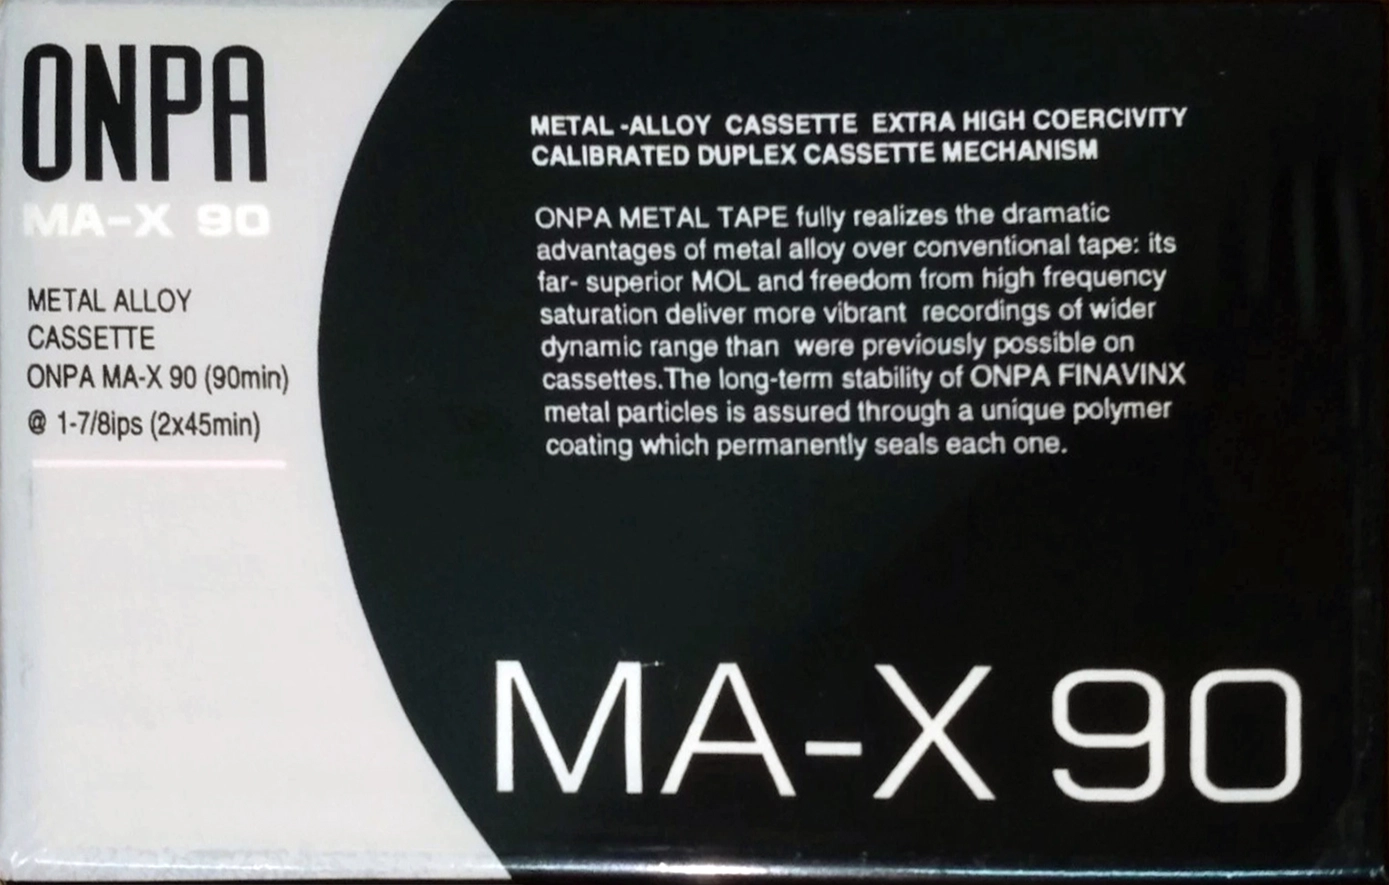 ONPA
MA-X 90
METAL ALLOY
CASSETTE
ONPA MA-X 90 (90min)
@ 1-7/8ips (2x45min)
METAL -ALLOY CASSETTE EXTRA HIGH COERCIVITY
CALIBRATED DUPLEX CASSETTE MECHANISM
ONPA METAL TAPE fully realizes the dramatic
advantages of metal alloy over conventional tape: its
far- superior MOL and freedom from high frequency
saturation deliver more vibrant recordings of wider
dynamic range than were previously possible on
cassettes.The long-term stability of ONPA FINAVINX
metal particles is assured through a unique polymer
coating which permanently seals each one.
MA-X 90